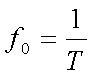 f₀ = 1/T